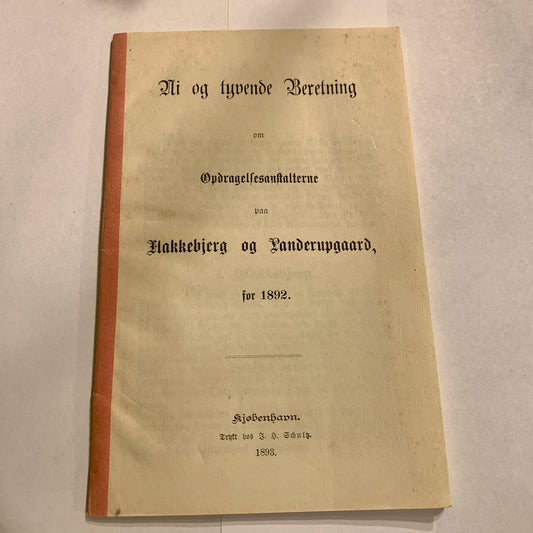 Ni og tyvende Beretning
om
Opdragelsesanstalterne
paa
Flakkebjerg og Landerupgaard,
for 1892.
Kjøbenhavn.
Trykt hos J. H. Schultz.
1893.